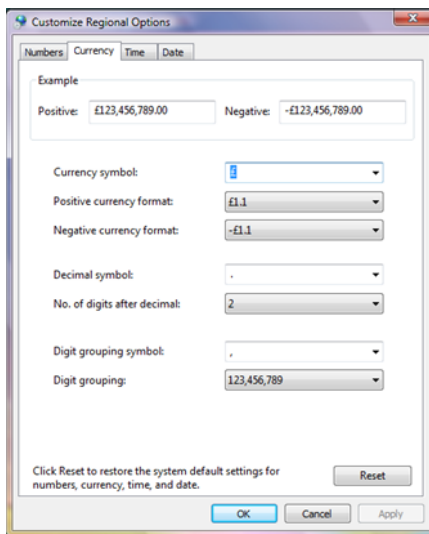 Customize Regional Options
Numbers Currency Time Date
Example
Positive: £123,456,789.00 Negative: -£123,456,789.00
Currency symbol: £
Positive currency format: £1.1
Negative currency format: -£1.1
Decimal symbol: .
No. of digits after decimal: 2
Digit grouping symbol: ,
Digit grouping: 123,456,789
Click Reset to restore the system default settings for
numbers, currency, time, and date. Reset
OK Cancel Apply